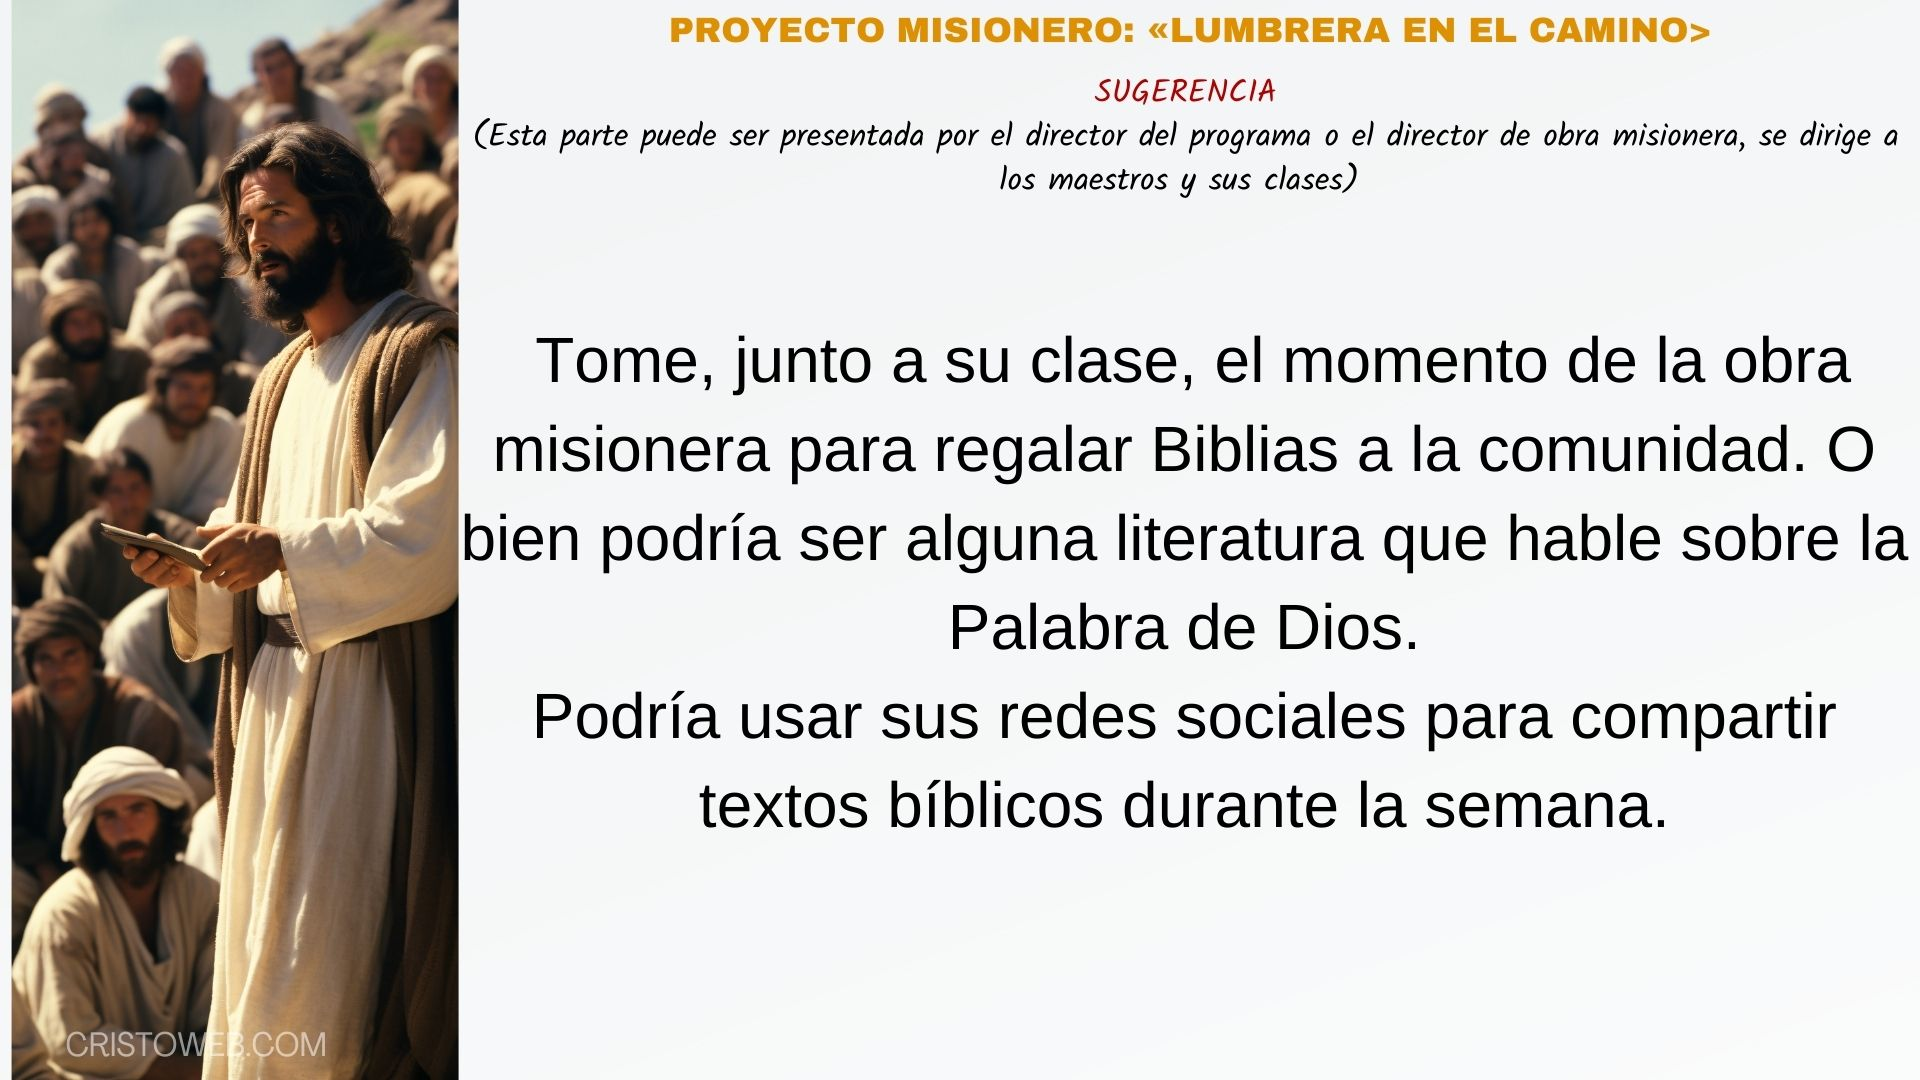 PROYECTO MISIONERO: «LUMBRERA EN EL CAMINO>
SUGERENCIA
(Esta parte puede ser presentada por el director del programa o el director de obra misionera, se dirige a
los maestros y sus clases)
Tome, junto a su clase, el momento de la obra
misionera para regalar Biblias a la comunidad. O
bien podría ser alguna literatura que hable sobre la
Palabra de Dios.
Podría usar sus redes sociales para compartir
textos bíblicos durante la semana.
CRISTOWEB.COM